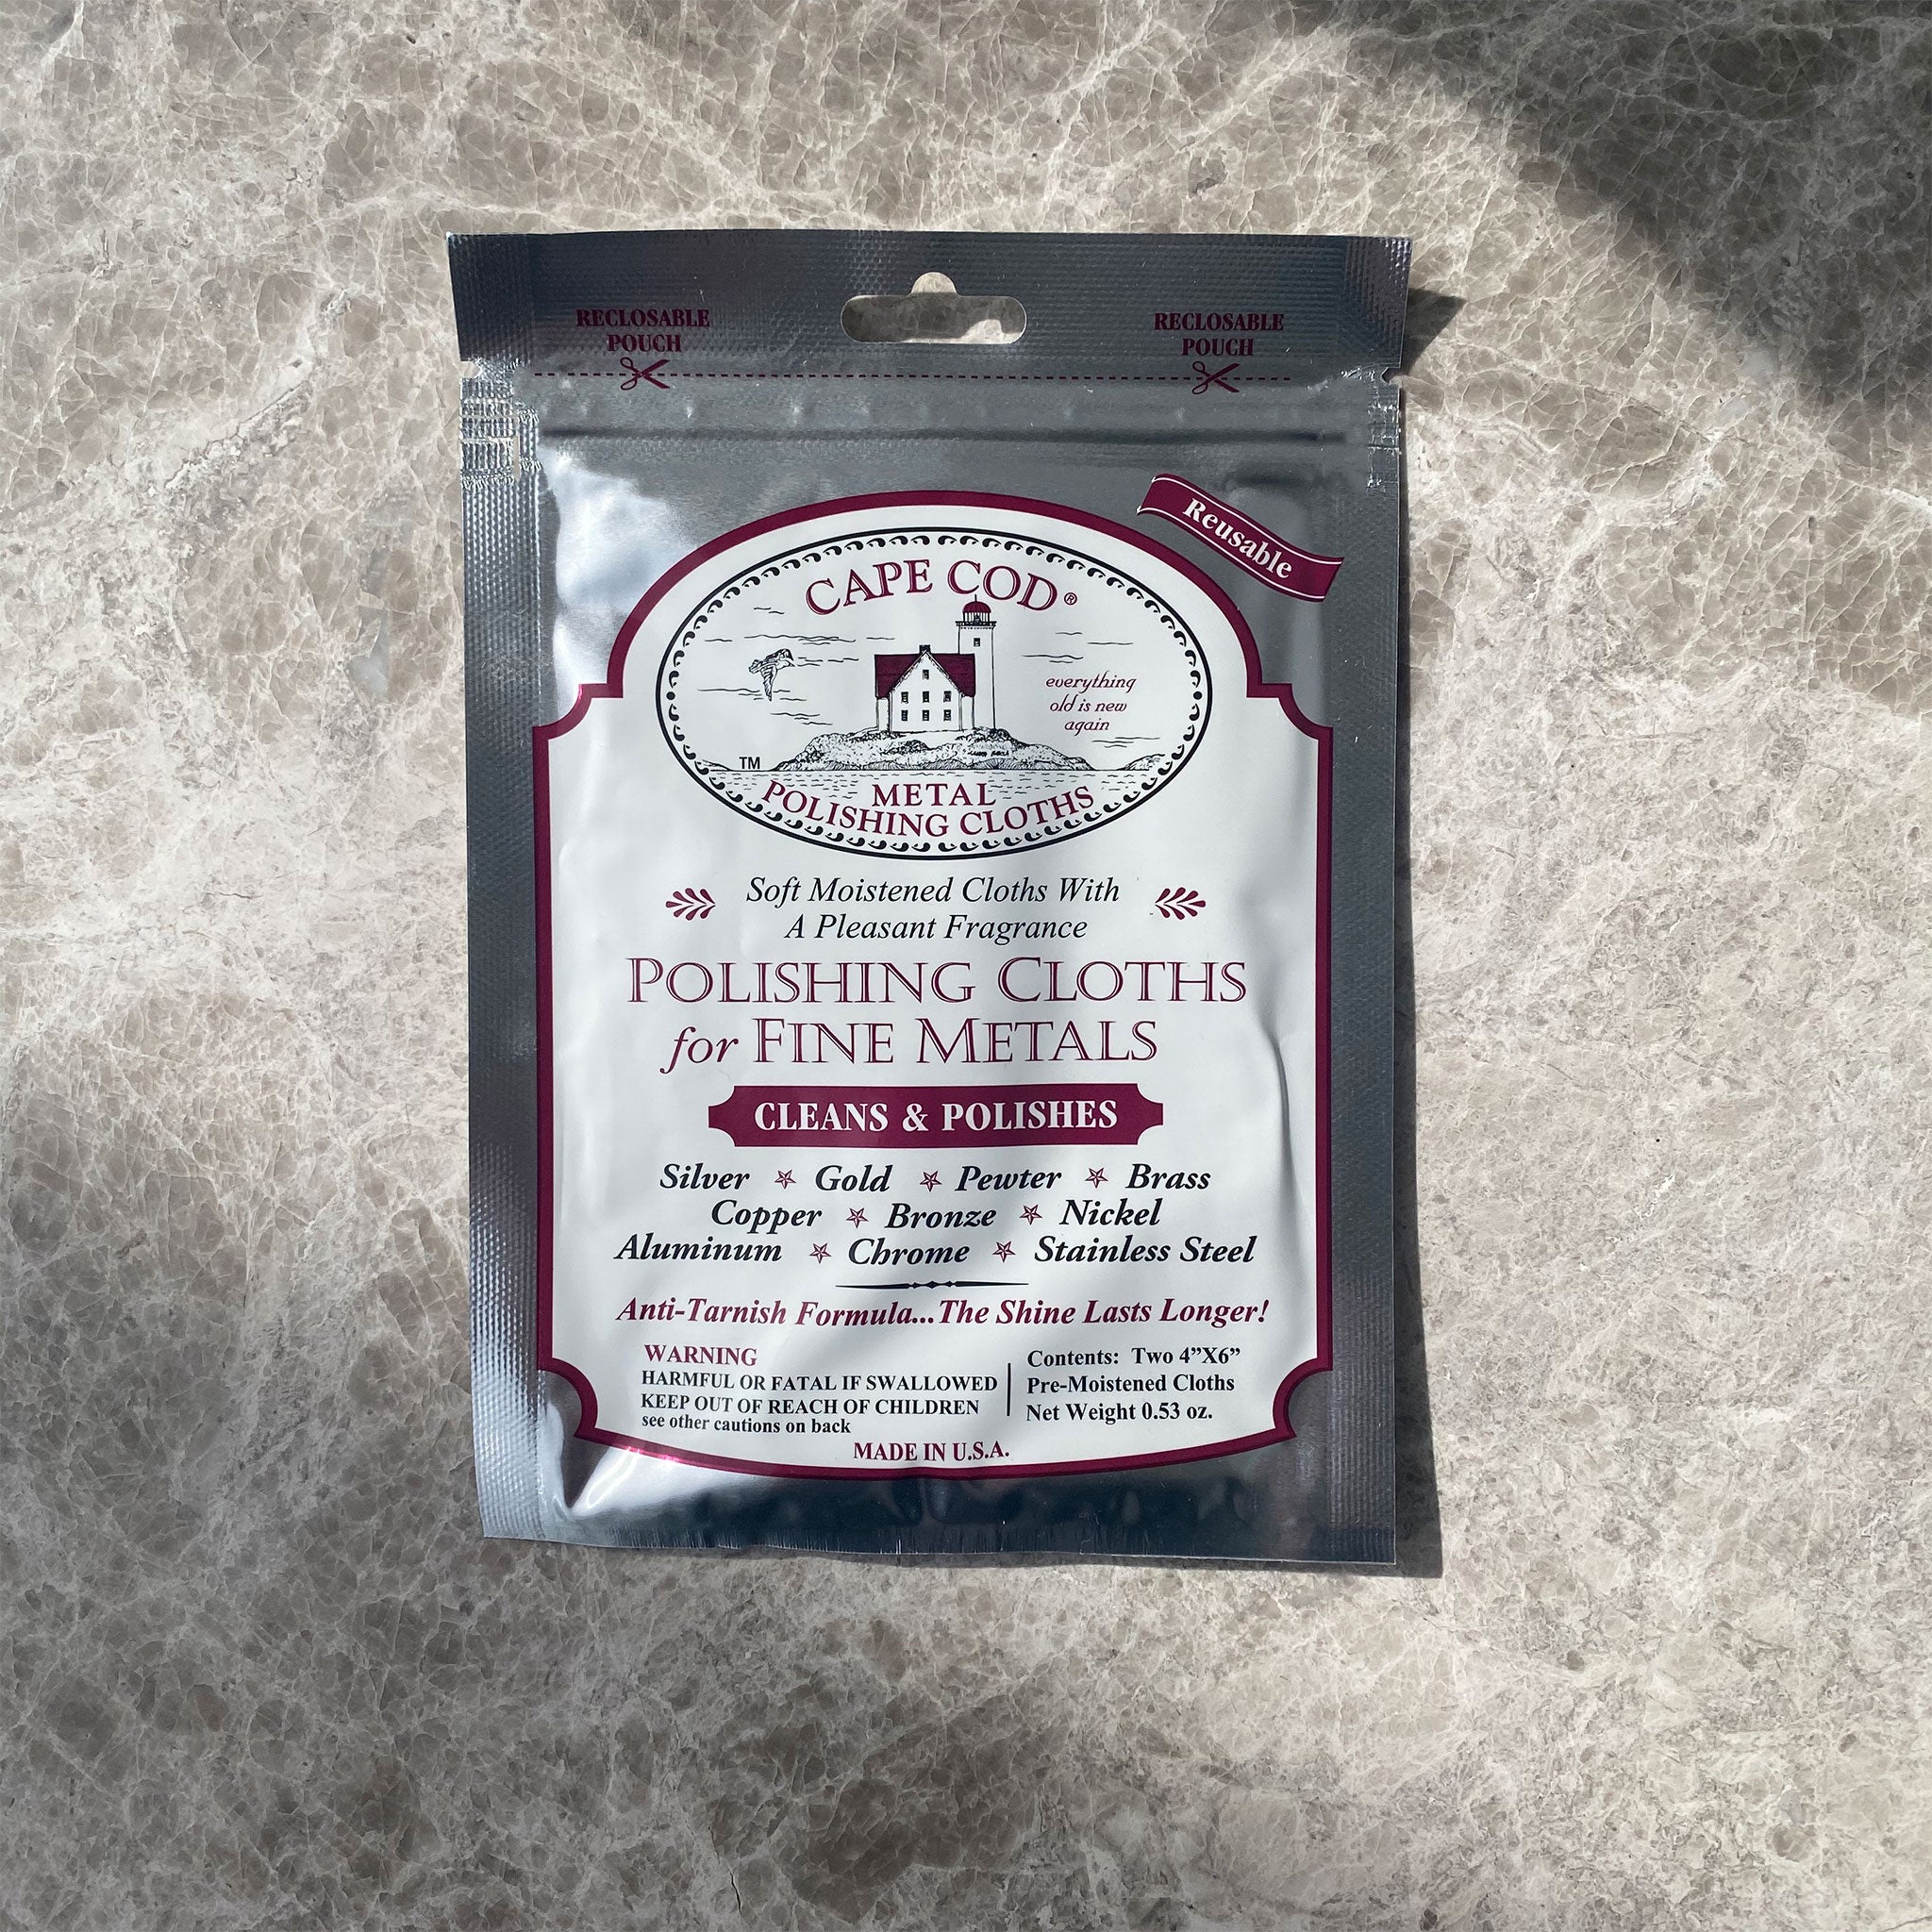 RECLOSABLE
POUCH
RECLOSABLE
POUCH
Reusable
CAPE COD®
everything
old is new
again
TM
METAL
POLISHING CLOTHS
Soft Moistened Cloths With
A Pleasant Fragrance
POLISHING CLOTHS
for FINE METALS
CLEANS & POLISHES
Silver ☆ Gold ☆ Pewter ☆ Brass
Copper ☆ Bronze ☆ Nickel
Aluminum ☆ Chrome ☆ Stainless Steel
Anti-Tarnish Formula...The Shine Lasts Longer!
WARNING
HARMFUL OR FATAL IF SWALLOWED
KEEP OUT OF REACH OF CHILDREN
see other cautions on back
Contents: Two 4”X6”
Pre-Moistened Cloths
Net Weight 0.53 oz.
MADE IN U.S.A.